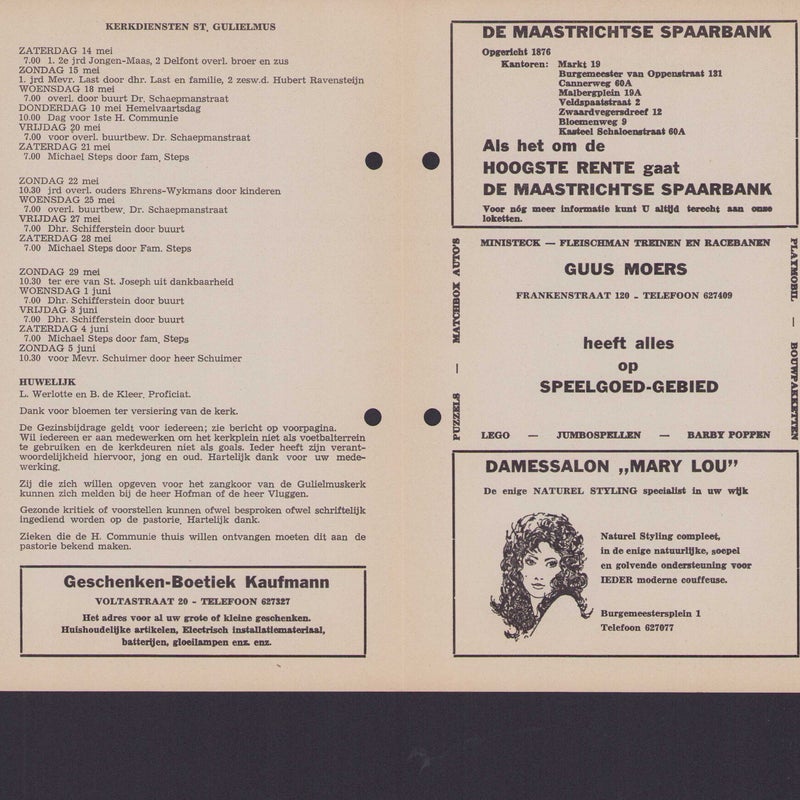 KERKDIENSTEN ST. GULIELMUS
ZATERDAG 14 mei
7.00 1. 2e jrd Jongen-Maas, 2 Delfont overl. broer en zus
ZONDAG 15 mei
1. jrd Mevr. Last door dhr. Last en familie, 2 zesw.d. Hubert Ravensteijn
WOENSDAG 18 mei
7.00 overl. door buurt Dr. Schaepmanstraat
DONDERDAG 10 mei Hemelvaartsdag
10.00 Dag voor 1ste H. Communie
VRIJDAG 20 mei
7.00 voor overl. buurtbew. Dr. Schaepmanstraat
ZATERDAG 21 mei
7.00 Michael Steps door fam. Steps
ZONDAG 22 mei
10.30 jrd overl. ouders Ehrens-Wykmans door kinderen
WOENSDAG 25 mei
7.00 overl. buurtbew. Dr. Schaepmanstraat
VRIJDAG 27 mei
7.00 Dhr. Schifferstein door buurt
ZATERDAG 28 mei
7.00 Michael Steps door Fam. Steps
ZONDAG 29 mei
10.30 ter ere van St. Joseph uit dankbaarheid
WOENSDAG 1 juni
7.00 Dhr. Schifferstein door buurt
VRIJDAG 3 juni
7.00 Dhr. Schifferstein door buurt
ZATERDAG 4 juni
7.00 Michael Steps door fam. Steps
ZONDAG 5 juni
10.30 voor Mevr. Schuimer door heer Schuimer
HUWELIJK
L. Werlotte en B. de Kleer. Proficiat.
Dank voor bloemen ter versiering van de kerk.
De Gezinsbijdrage geldt voor iedereen; zie bericht op voorpagina.
Wil iedereen er aan medewerken om het kerkplein niet als voetbalterrein
te gebruiken en de kerkdeuren niet als goals. Ieder heeft zijn verant-
woordelijkheid hiervoor, jong en oud. Hartelijk dank voor uw mede-
werking.
Zij die zich willen opgeven voor het zangkoor van de Gulielmuskerk
kunnen zich melden bij de heer Hofman of de heer Vluggen.
Gezonde kritiek of voorstellen kunnen ofwel besproken ofwel schriftelijk
ingediend worden op de pastorie. Hartelijk dank.
Zieken die de H. Communie thuis willen ontvangen moeten dit aan de
pastorie bekend maken.
Geschenken-Boetiek Kaufmann
VOLTASTRAAT 20 - TELEFOON 627327
Het adres voor al uw grote of kleine geschenken.
Huishoudelijke artikelen, Electrisch installatiemateriaal,
batterijen, gloeilampen enz. enz.
DE MAASTRICHTSE SPAARBANK
Opgericht 1876
Kantoren: Markt 19
Burgemeester van Oppenstraat 131
Cannerweg 60A
Malbergplein 19A
Veldspaatstraat 2
Zwaardvegersdreef 12
Bloemenweg 9
Kasteel Schaloenstraat 60A
Als het om de
HOOGSTE RENTE gaat
DE MAASTRICHTSE SPAARBANK
Voor nóg meer informatie kunt U altijd terecht aan onze
loketten.
MINISTECK — FLEISCHMAN TREINEN EN RACEBANEN
PUZZELS — MATCHBOX AUTO'S
PLAYMOBIL — BOUWPAKKETTEN
GUUS MOERS
FRANKENSTRAAT 120 - TELEFOON 627409
heeft alles
op
SPEELGOED-GEBIED
LEGO — JUMBOSPELLEN — BARBY POPPEN
DAMESSALON „MARY LOU”
De enige NATUREL STYLING specialist in uw wijk
Naturel Styling compleet,
in de enige natuurlijke, soepel
en golvende ondersteuning voor
IEDER moderne couffeuse.
Burgemeestersplein 1
Telefoon 627077